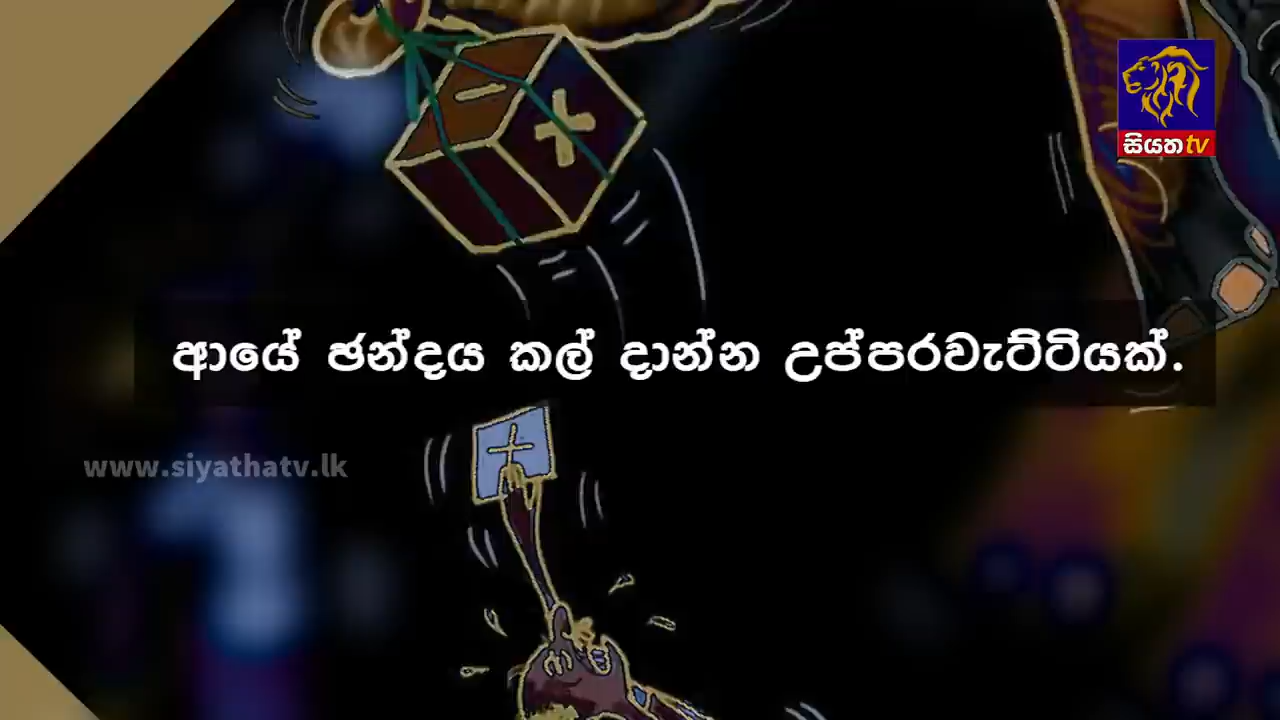 සියත tv
ආයේ ඡන්දය කල් දාන්න උප්පරවැට්ටියක්.
www.siyathatv.lk